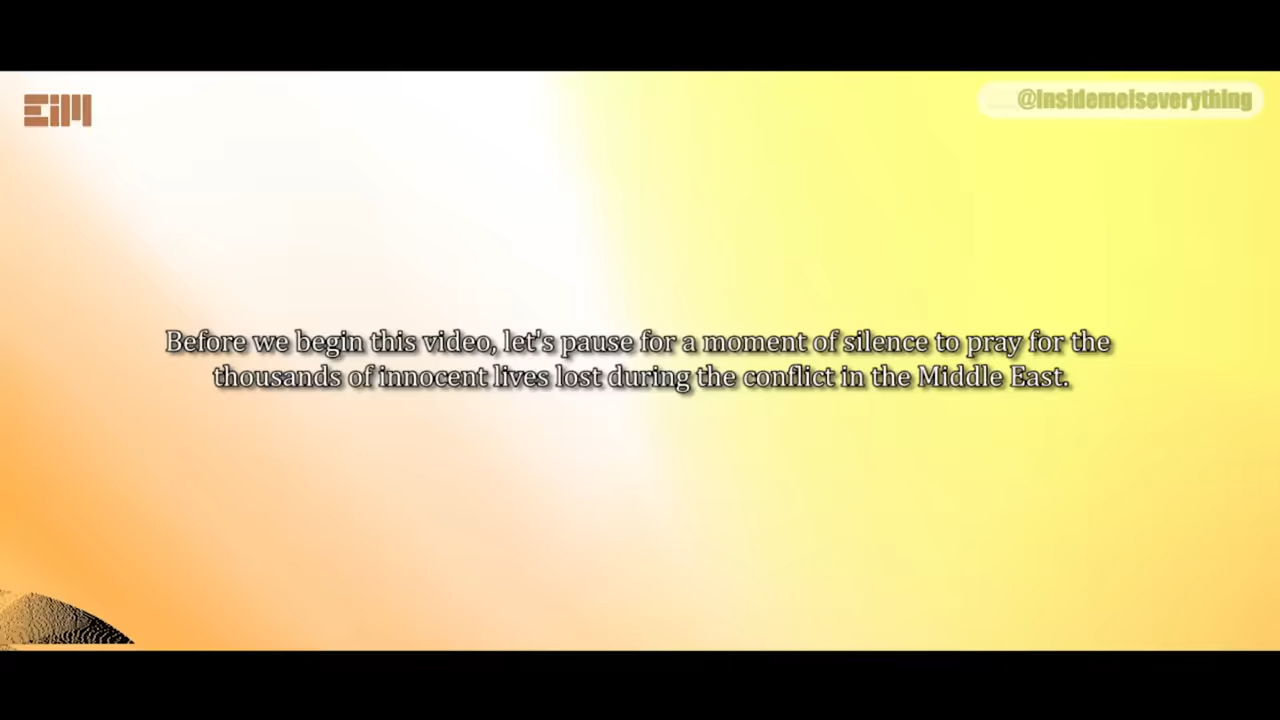 EiM
@insidemeiseverything
Before we begin this video, let's pause for a moment of silence to pray for the
thousands of innocent lives lost during the conflict in the Middle East.